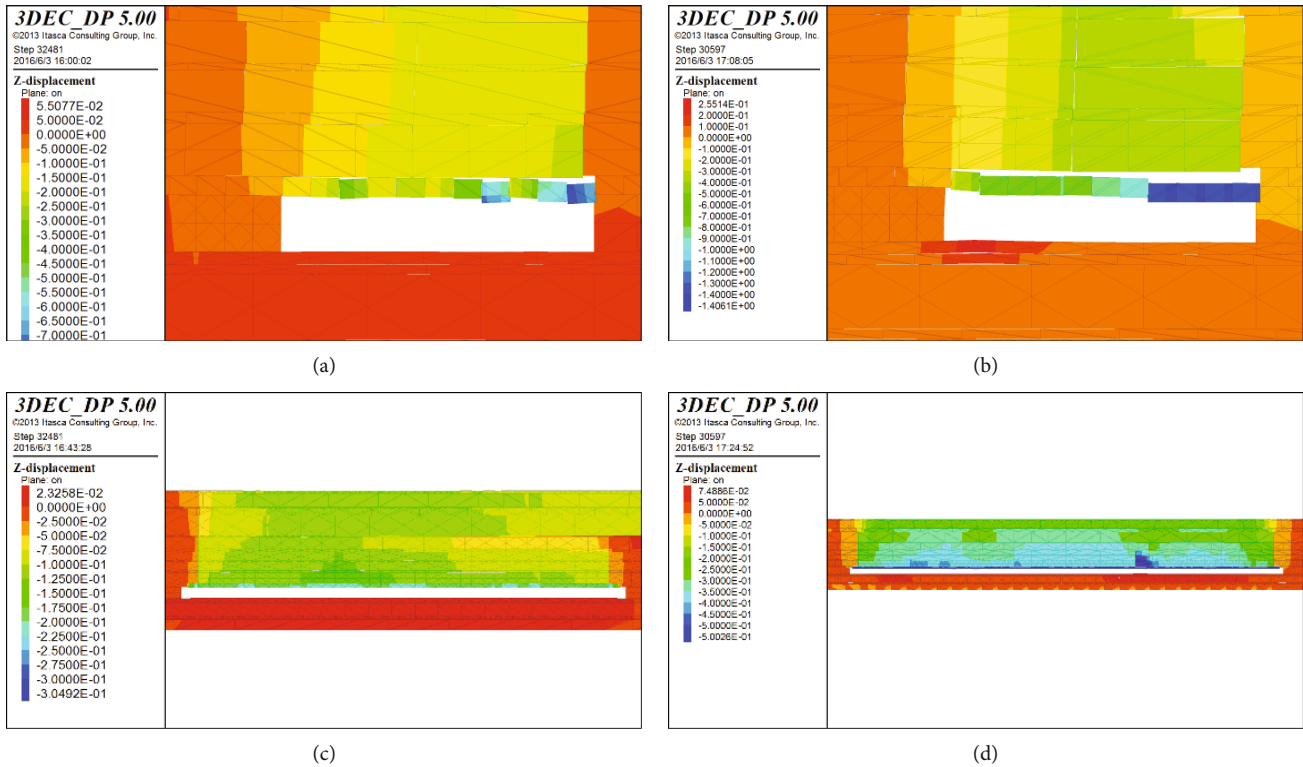 3DEC_DP 5.00
©2013 Itasca Consulting Group, Inc.
Step 32481
2016/6/3 16:00:02
Z-displacement
Plane: on
5.5077E-02
5.0000E-02
0.0000E+00
-5.0000E-02
-1.0000E-01
-1.5000E-01
-2.0000E-01
-2.5000E-01
-3.0000E-01
-3.5000E-01
-4.0000E-01
-4.5000E-01
-5.0000E-01
-5.5000E-01
-6.0000E-01
-6.5000E-01
-7.0000E-01
(a)
3DEC_DP 5.00
©2013 Itasca Consulting Group, Inc.
Step 30597
2016/6/3 17:08:05
Z-displacement
Plane: on
2.5514E-01
2.0000E-01
1.0000E-01
0.0000E+00
-1.0000E-01
-2.0000E-01
-3.0000E-01
-4.0000E-01
-5.0000E-01
-6.0000E-01
-7.0000E-01
-8.0000E-01
-9.0000E-01
-1.0000E+00
-1.1000E+00
-1.2000E+00
-1.3000E+00
-1.4000E+00
-1.4061E+00
(b)
3DEC_DP 5.00
©2013 Itasca Consulting Group, Inc.
Step 32481
2016/6/3 16:43:28
Z-displacement
Plane: on
2.3258E-02
0.0000E+00
-2.5000E-02
-5.0000E-02
-7.5000E-02
-1.0000E-01
-1.2500E-01
-1.5000E-01
-1.7500E-01
-2.0000E-01
-2.2500E-01
-2.5000E-01
-2.7500E-01
-3.0000E-01
-3.0492E-01
(c)
3DEC_DP 5.00
©2013 Itasca Consulting Group, Inc.
Step 30597
2016/6/3 17:24:52
Z-displacement
Plane: on
7.4886E-02
5.0000E-02
0.0000E+00
-5.0000E-02
-1.0000E-01
-1.5000E-01
-2.0000E-01
-2.5000E-01
-3.0000E-01
-3.5000E-01
-4.0000E-01
-4.5000E-01
-5.0000E-01
-5.0026E-01
(d)